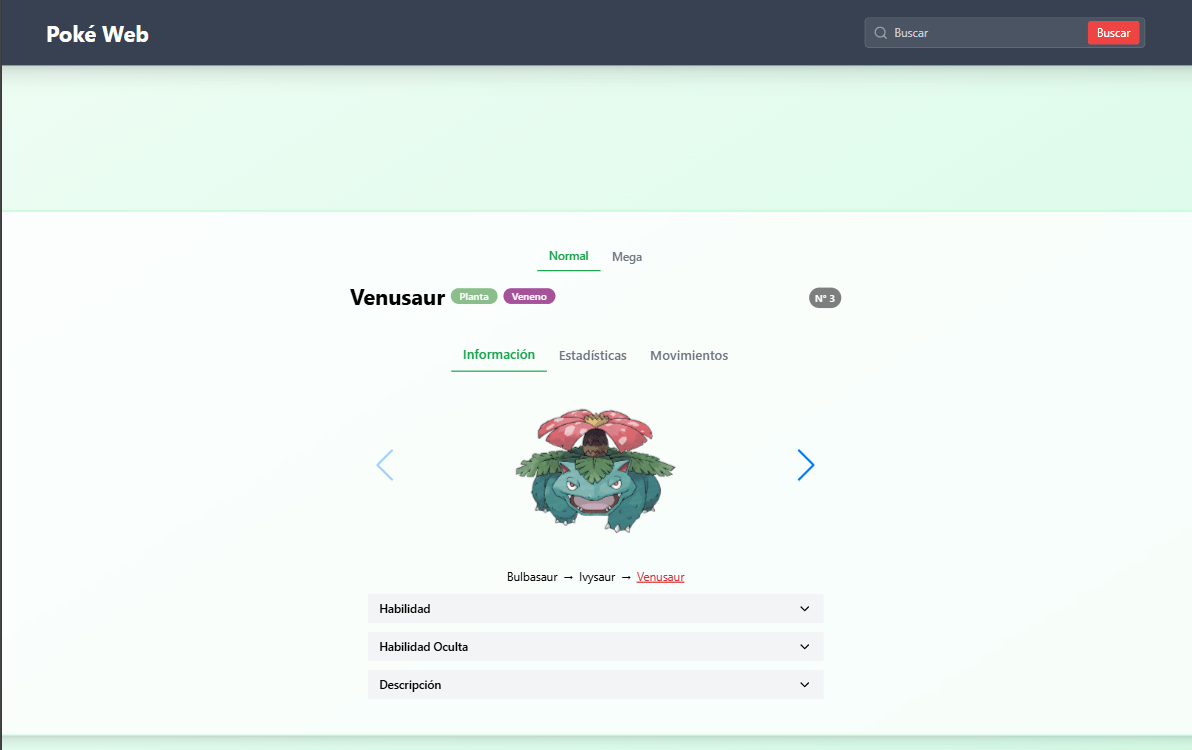 Poké Web
Buscar Buscar
Normal Mega
Venusaur Planta Veneno N° 3
Información Estadísticas Movimientos
Bulbasaur → Ivysaur → Venusaur
Habilidad
Habilidad Oculta
Descripción